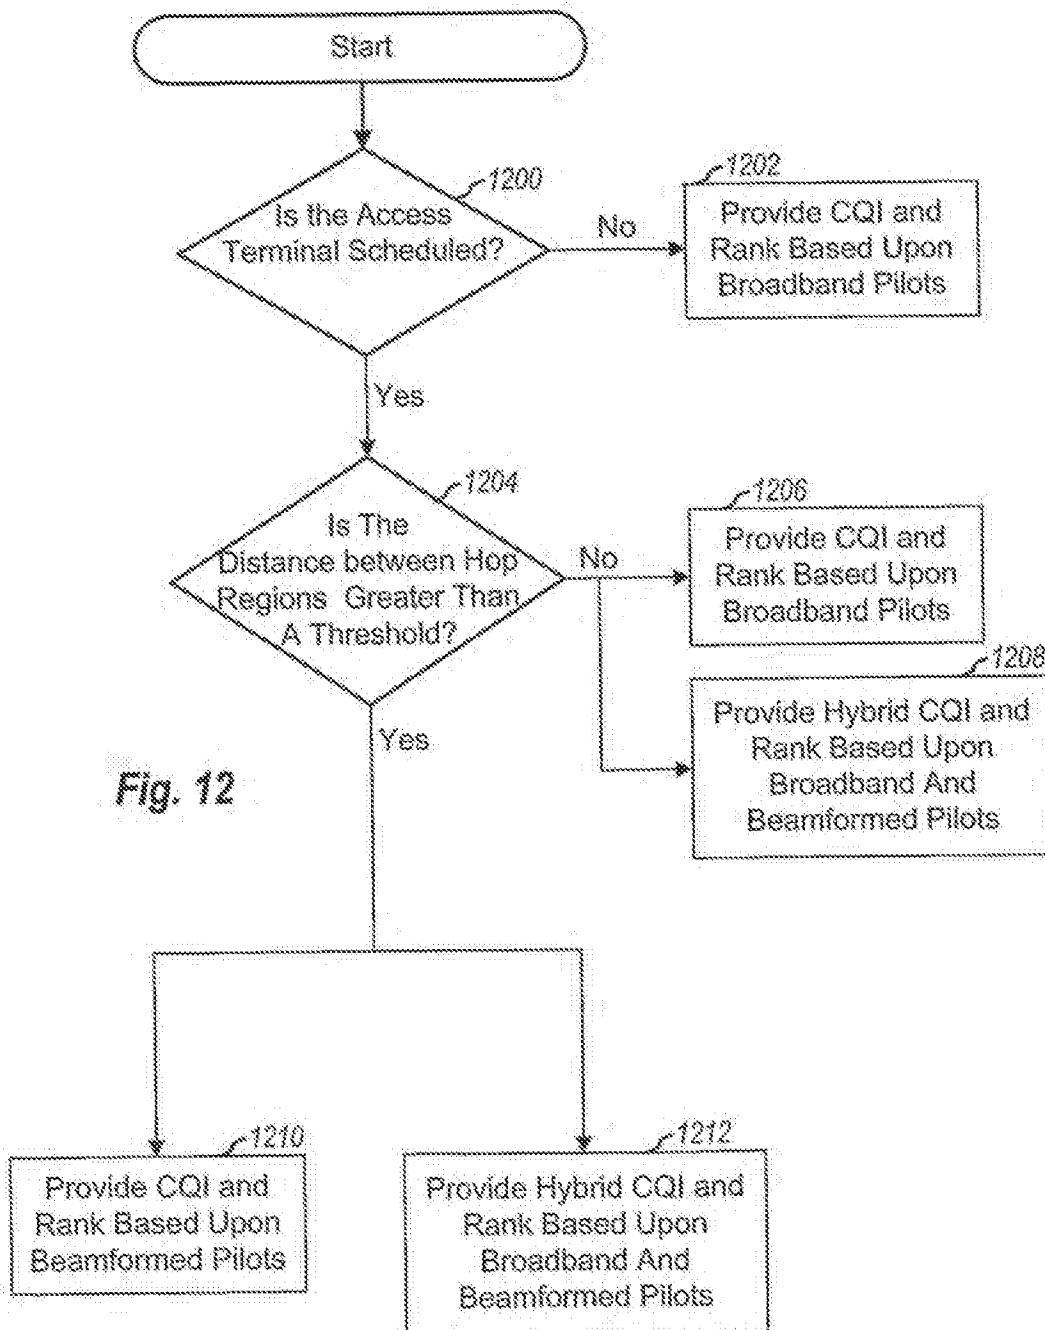 Start
1200
Is the Access
Terminal Scheduled?
No
1202
Provide CQI and
Rank Based Upon
Broadband Pilots
Yes
1204
Is The
Distance between Hop
Regions Greater Than
A Threshold?
No
1206
Provide CQI and
Rank Based Upon
Broadband Pilots
1208
Provide Hybrid CQI and
Rank Based Upon
Broadband And
Beamformed Pilots
Yes
Fig. 12
1210
Provide CQI and
Rank Based Upon
Beamformed Pilots
1212
Provide Hybrid CQI and
Rank Based Upon
Broadband And
Beamformed Pilots